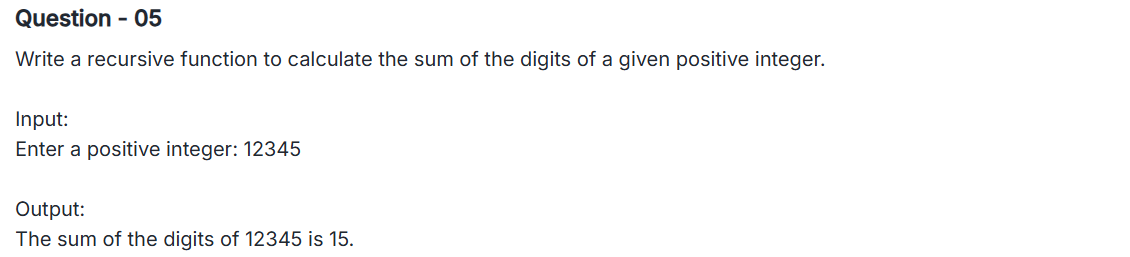 Question - 05
Write a recursive function to calculate the sum of the digits of a given positive integer.
Input:
Enter a positive integer: 12345
Output:
The sum of the digits of 12345 is 15.